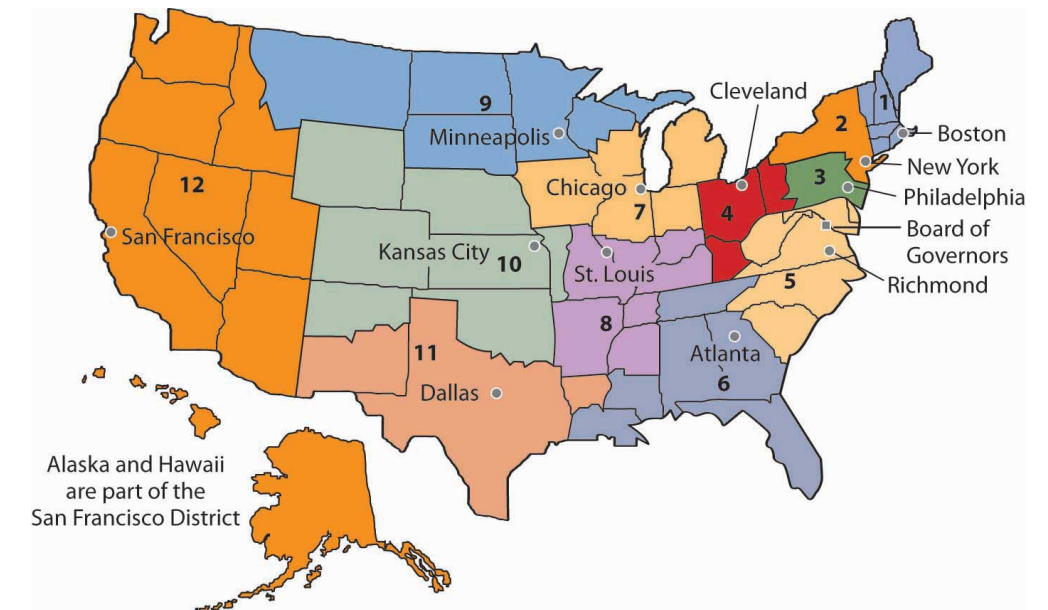 Cleveland
9
1
2
Minneapolis
Boston
New York
12
Chicago
3
Philadelphia
7
4
San Francisco
Kansas City
10
St. Louis
Board of
Governors
5
Richmond
8
11
Atlanta
6
Dallas
Alaska and Hawaii
are part of the
San Francisco District